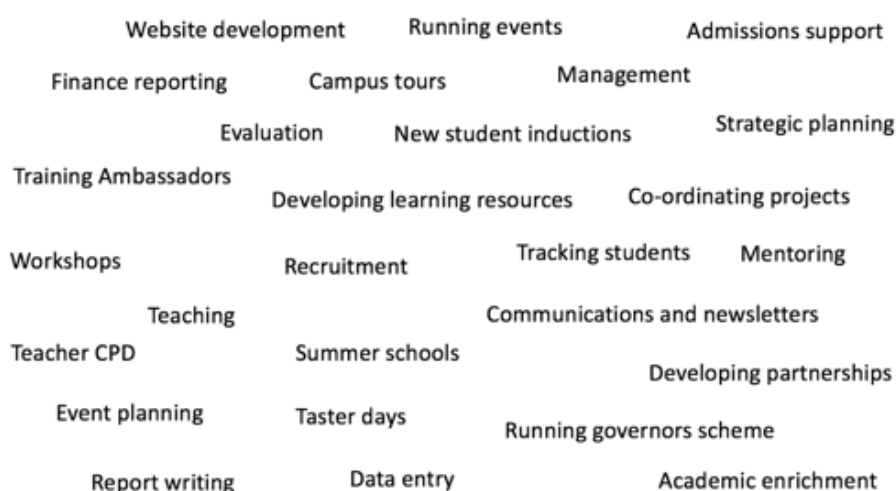 Website development
Running events
Admissions support
Finance reporting
Campus tours
Management
Evaluation
New student inductions
Strategic planning
Training Ambassadors
Developing learning resources
Co-ordinating projects
Workshops
Recruitment
Tracking students
Mentoring
Teaching
Communications and newsletters
Teacher CPD
Summer schools
Developing partnerships
Event planning
Taster days
Running governors scheme
Report writing
Data entry
Academic enrichment